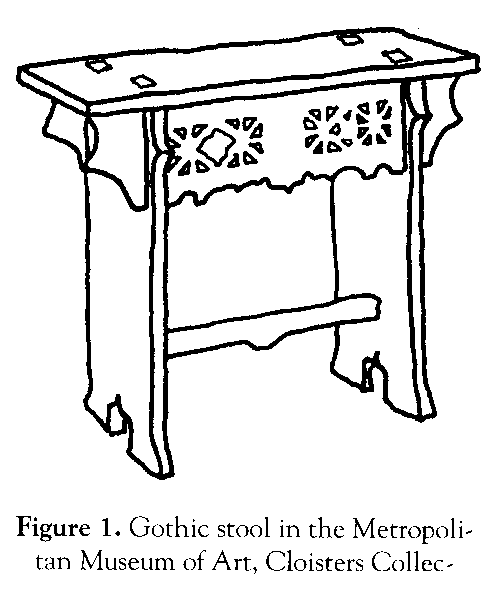 Figure 1. Gothic stool in the Metropoli-
tan Museum of Art, Cloisters Collec-